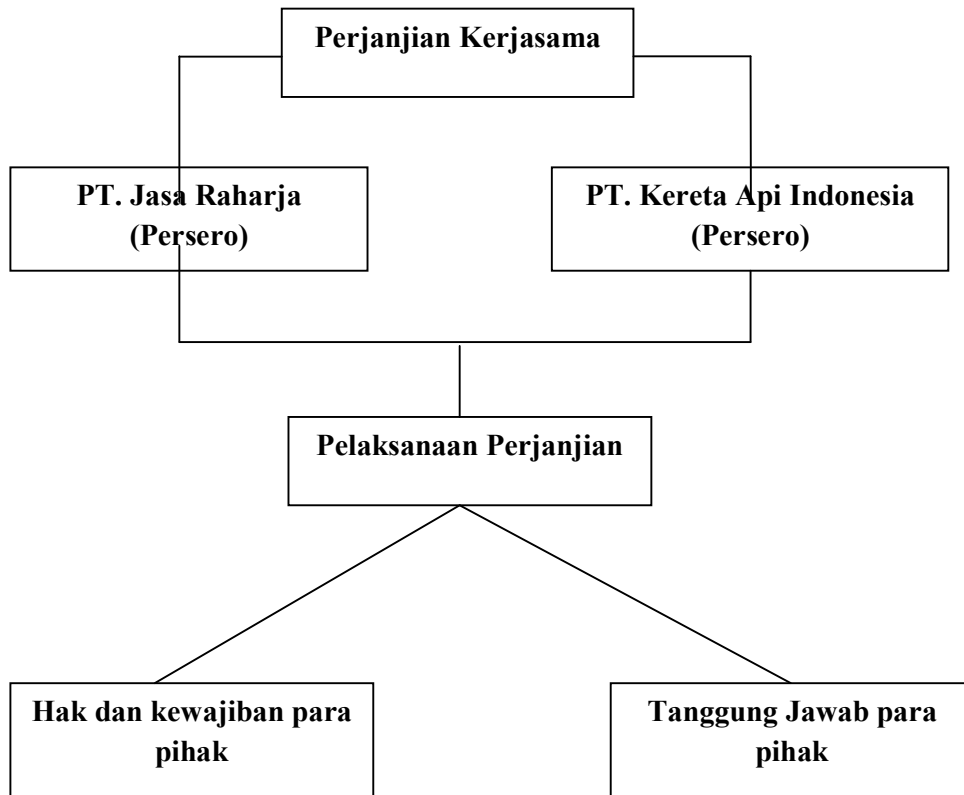 Perjanjian Kerjasama
PT. Jasa Raharja
(Persero)
PT. Kereta Api Indonesia
(Persero)
Pelaksanaan Perjanjian
Hak dan kewajiban para
pihak
Tanggung Jawab para
pihak